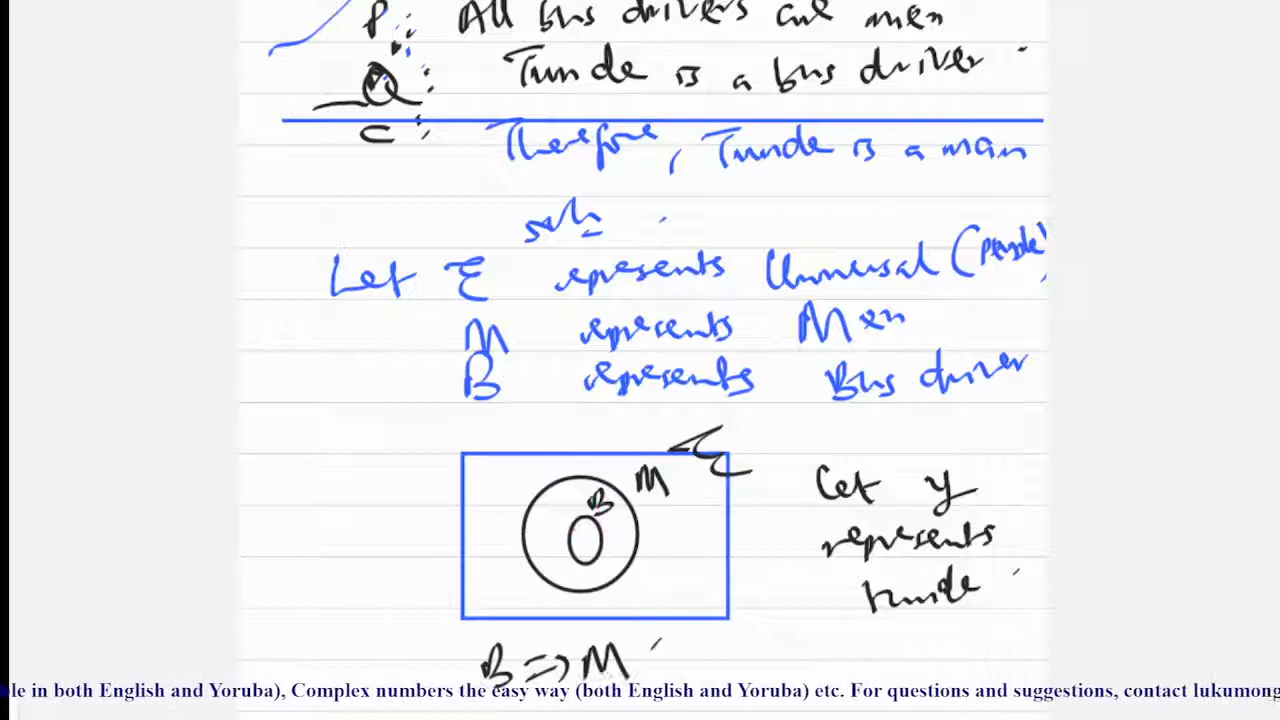 P: All bus drivers are men
Q: Tunde is a bus driver
C: Therefore, Tunde is a man
soln
Let ℰ represents Universal (People)
M represents Men
B represents Bus driver
ℰ
M
B
Let y
represents
tunde
B => M
ble in both English and Yoruba), Complex numbers the easy way (both English and Yoruba) etc. For questions and suggestions, contact lukumong